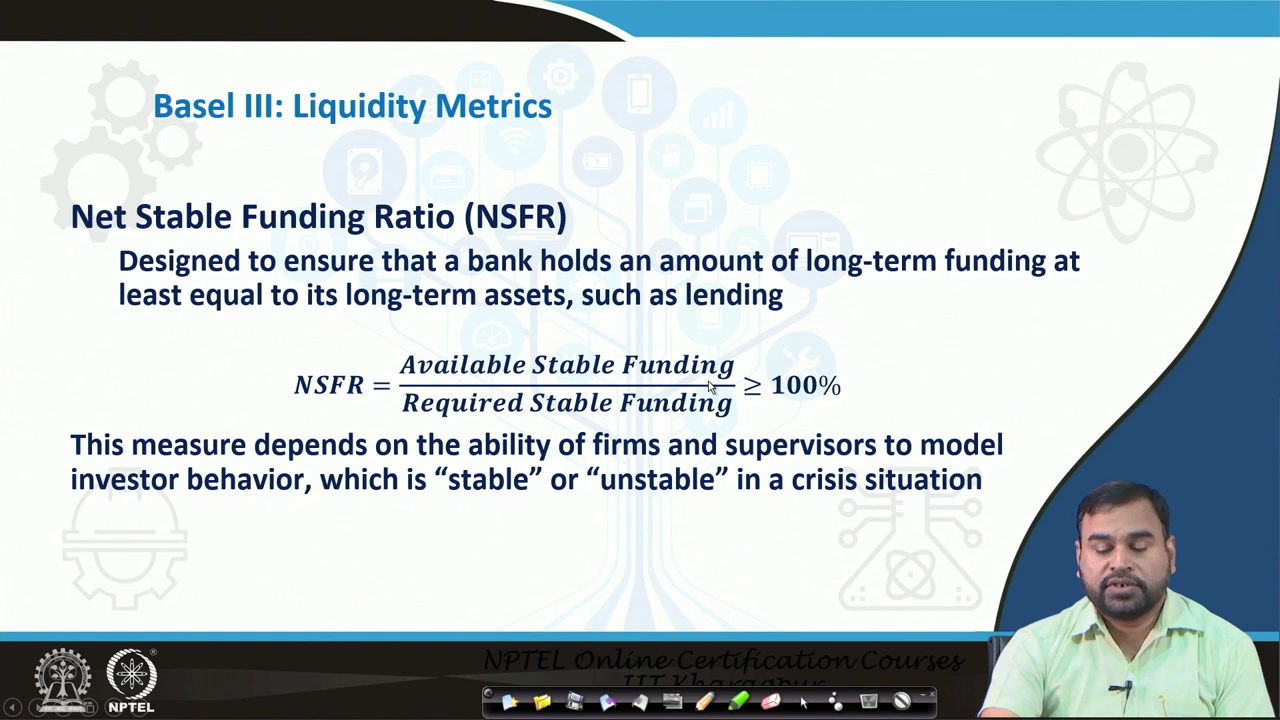 Basel III: Liquidity Metrics
Net Stable Funding Ratio (NSFR)
Designed to ensure that a bank holds an amount of long-term funding at
least equal to its long-term assets, such as lending
NSFR = Available Stable Funding / Required Stable Funding ≥ 100%
This measure depends on the ability of firms and supervisors to model
investor behavior, which is “stable” or “unstable” in a crisis situation
NPTEL Online Certification Courses
IIT Kharagpur
NPTEL